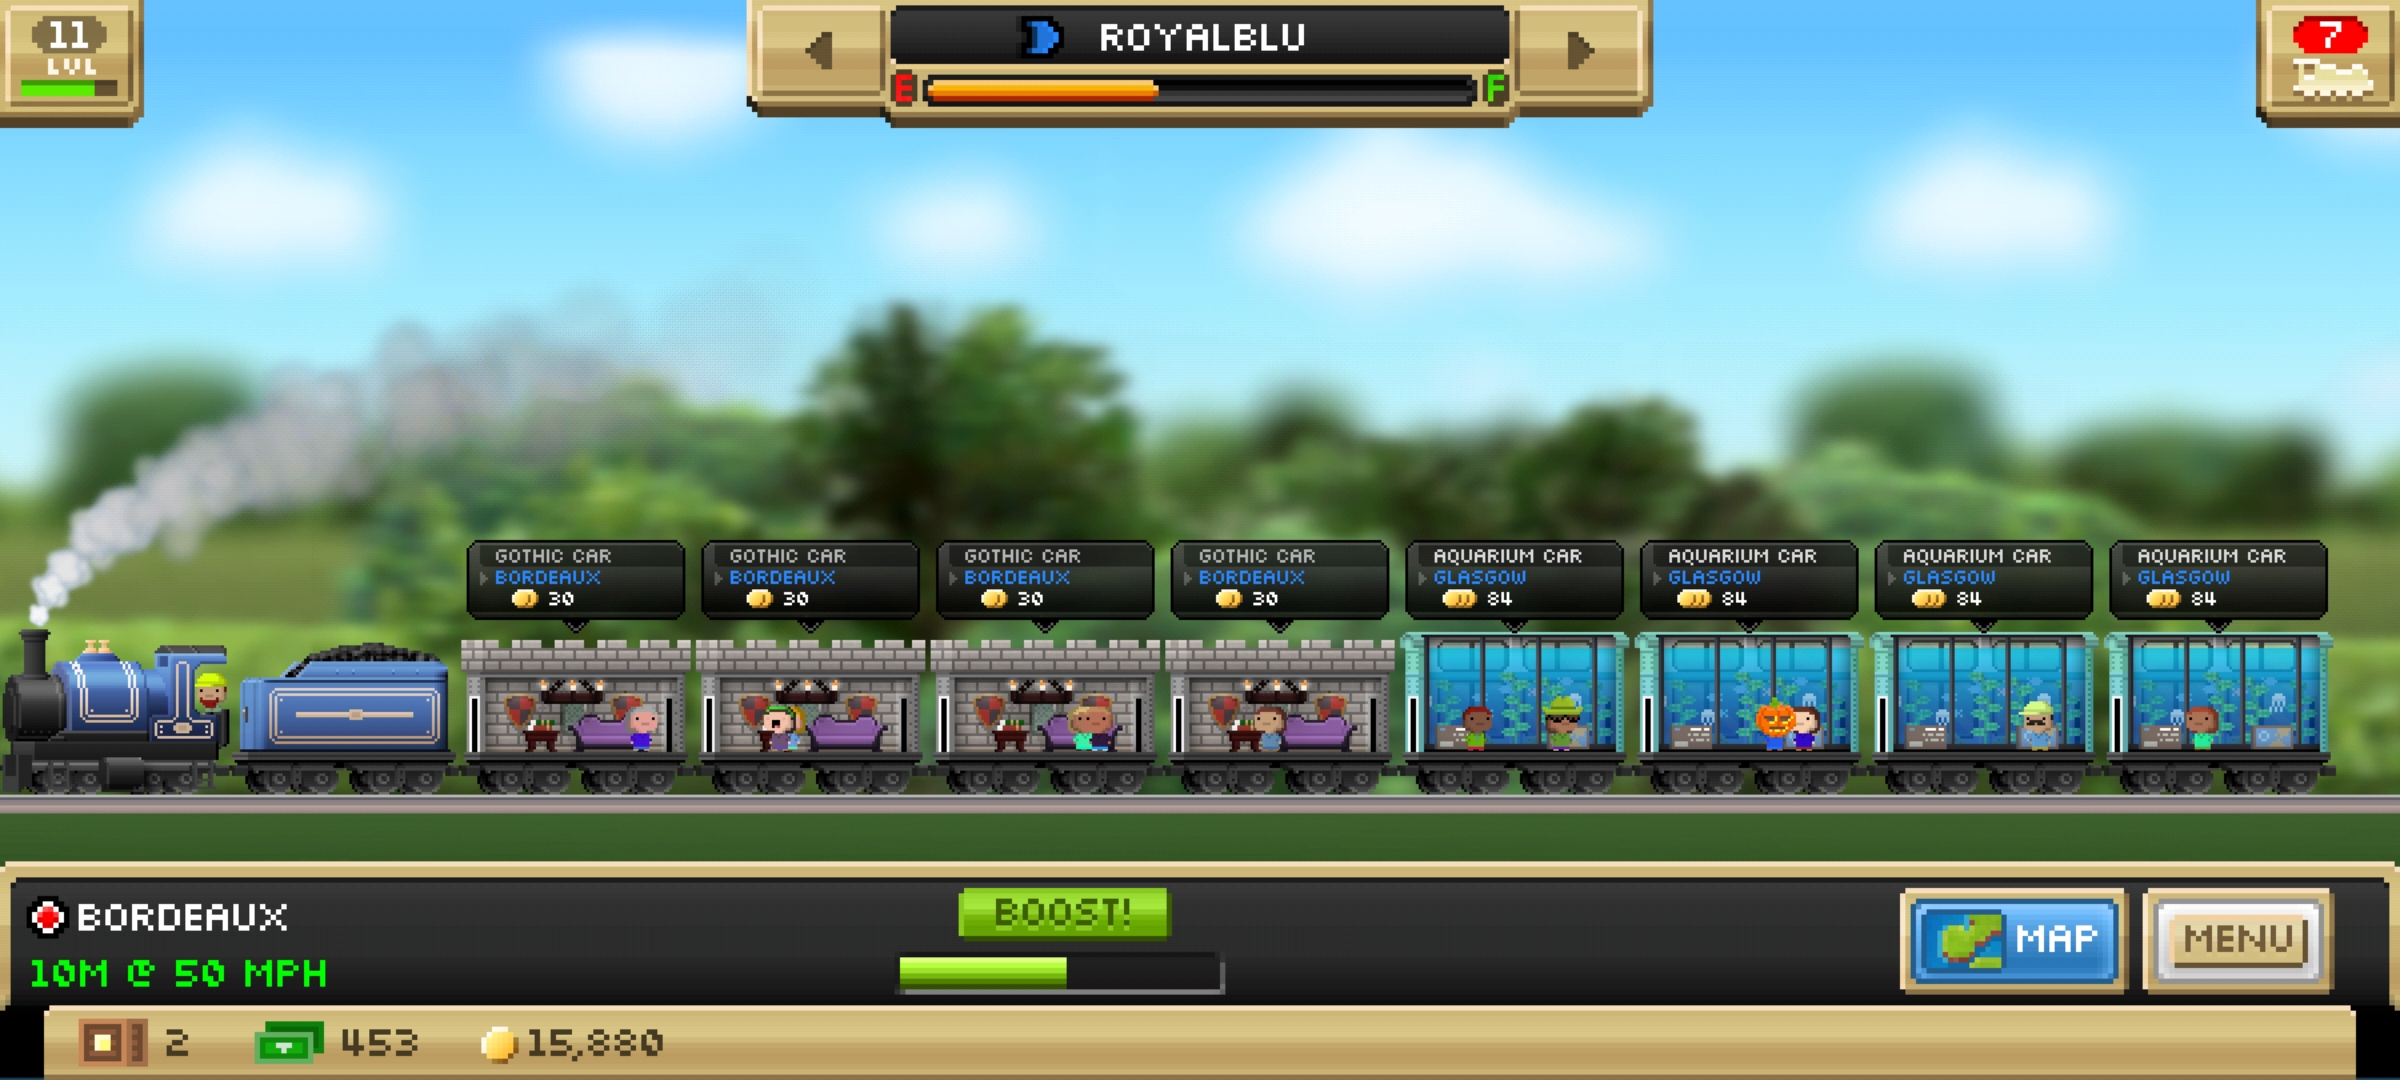 11
LVL
ROYALBLU
E
F
7
GOTHIC CAR
BORDEAUX
30
GOTHIC CAR
BORDEAUX
30
GOTHIC CAR
BORDEAUX
30
GOTHIC CAR
BORDEAUX
30
AQUARIUM CAR
GLASGOW
84
AQUARIUM CAR
GLASGOW
84
AQUARIUM CAR
GLASGOW
84
AQUARIUM CAR
GLASGOW
84
BORDEAUX
10M @ 50 MPH
BOOST!
MAP
MENU
2
453
15,880